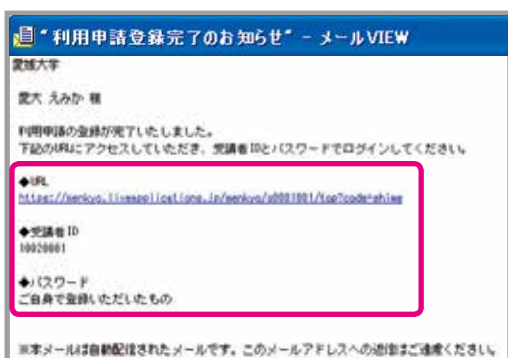 "利用申請登録完了のお知らせ" - メールVIEW
愛媛大学
愛大 えみか 様
利用申請の登録が完了いたしました。
下記のURLにアクセスしていただき、受講者IDとパスワードでログインしてください。
◆URL
◆受講者ID
◆パスワード
ご自身で登録いただいたもの
※本メールは自動配信されたメールです。このメールアドレスへの返信はご遠慮ください。